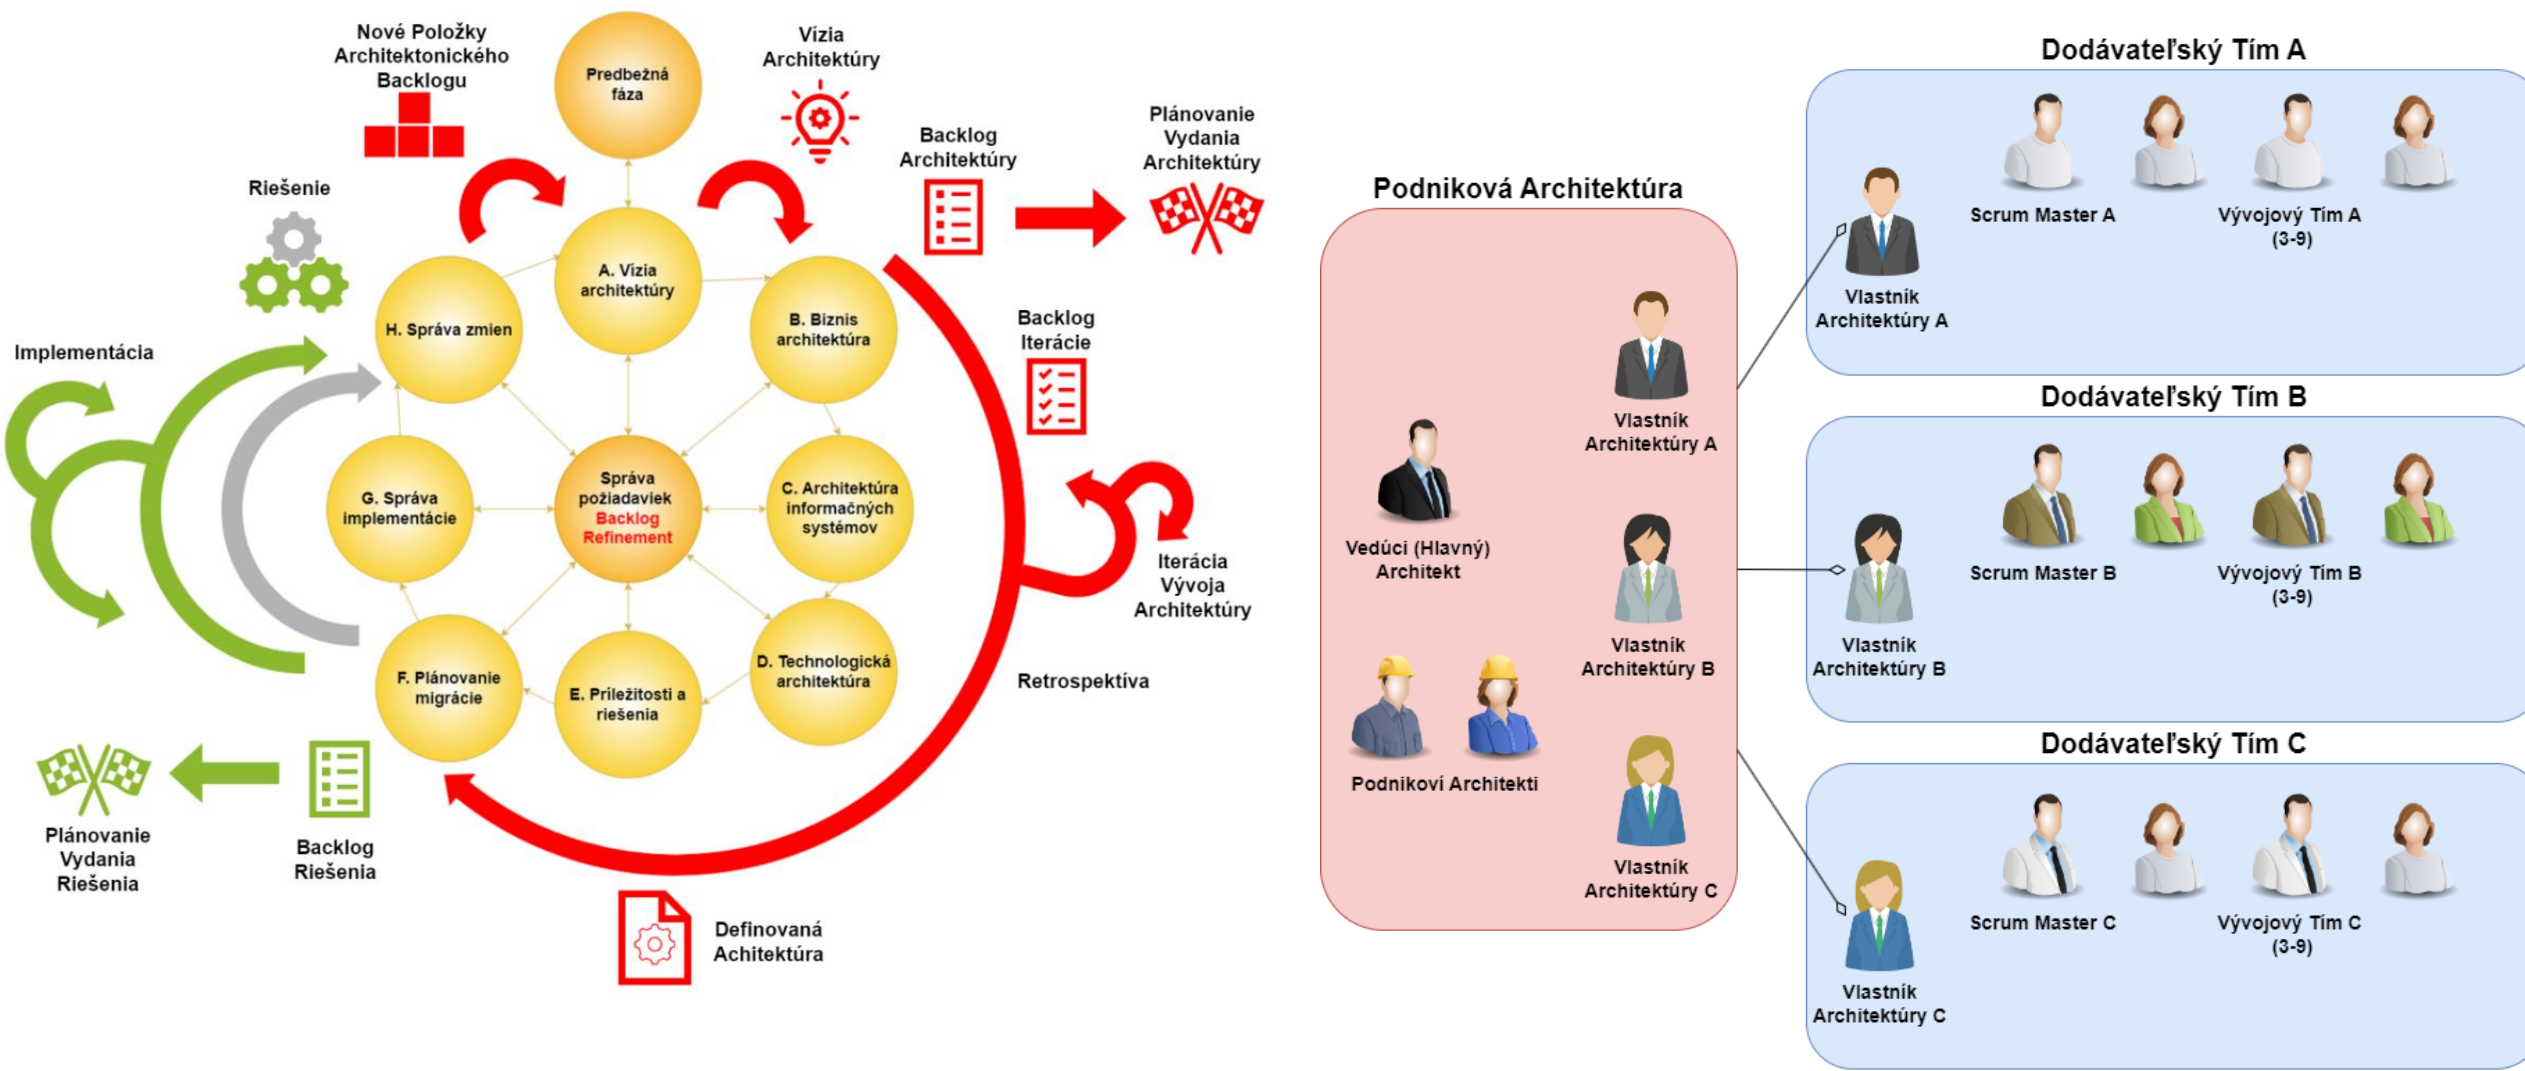 Nové Položky
Architektonického
Backlogu
Vízia
Architektúry
Predbežná
fáza
Backlog
Architektúry
Plánovanie
Vydania
Architektúry
Riešenie
A. Vízia
architektúry
H. Správa zmien
B. Biznis
architektúra
Backlog
Iterácie
Implementácia
Správa
požiadaviek
Backlog
Refinement
G. Správa
implementácie
C. Architektúra
informačných
systémov
Iterácia
Vývoja
Architektúry
F. Plánovanie
migrácie
E. Príležitosti a
riešenia
D. Technologická
architektúra
Retrospektíva
Plánovanie
Vydania
Riešenia
Backlog
Riešenia
Definovaná
Achitektúra
Podniková Architektúra
Vlastník
Architektúry A
Vedúci (Hlavný)
Architekt
Vlastník
Architektúry B
Podnikoví Architekti
Vlastník
Architektúry C
Dodávateľský Tím A
Scrum Master A
Vývojový Tím A
(3-9)
Vlastník
Architektúry A
Dodávateľský Tím B
Scrum Master B
Vývojový Tím B
(3-9)
Vlastník
Architektúry B
Dodávateľský Tím C
Scrum Master C
Vývojový Tím C
(3-9)
Vlastník
Architektúry C